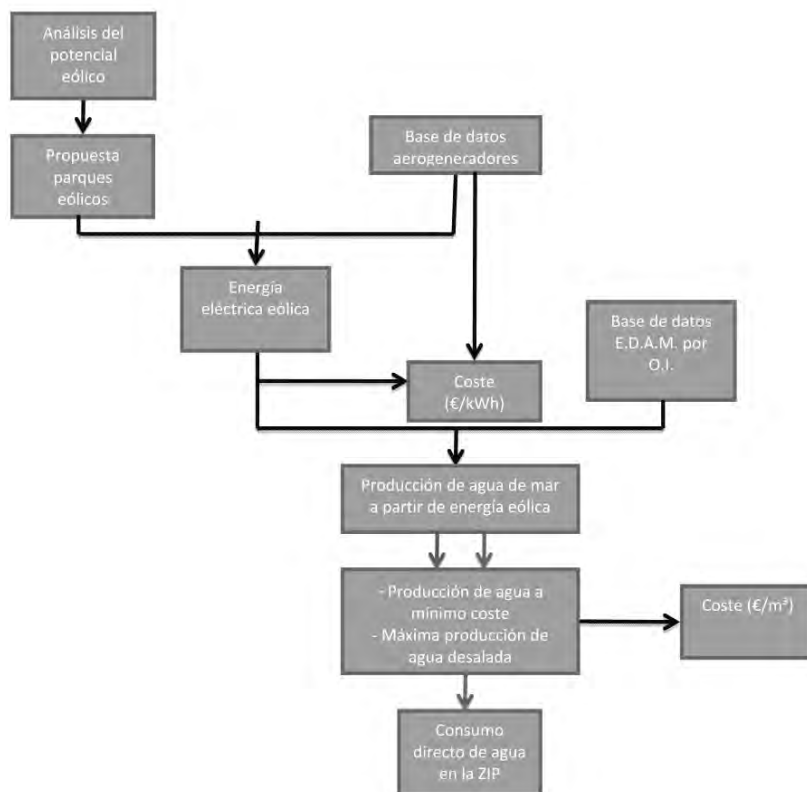 Análisis del
potencial
eólico
Propuesta
parques
eólicos
Base de datos
aerogeneradores
Energía
eléctrica eólica
Base de datos
E.D.A.M. por
O.I.
Coste
(€/kWh)
Producción de agua de mar
a partir de energía eólica
- Producción de agua a
mínimo coste
- Máxima producción de
agua desalada
Coste (€/m³)
Consumo
directo de agua
en la ZIP